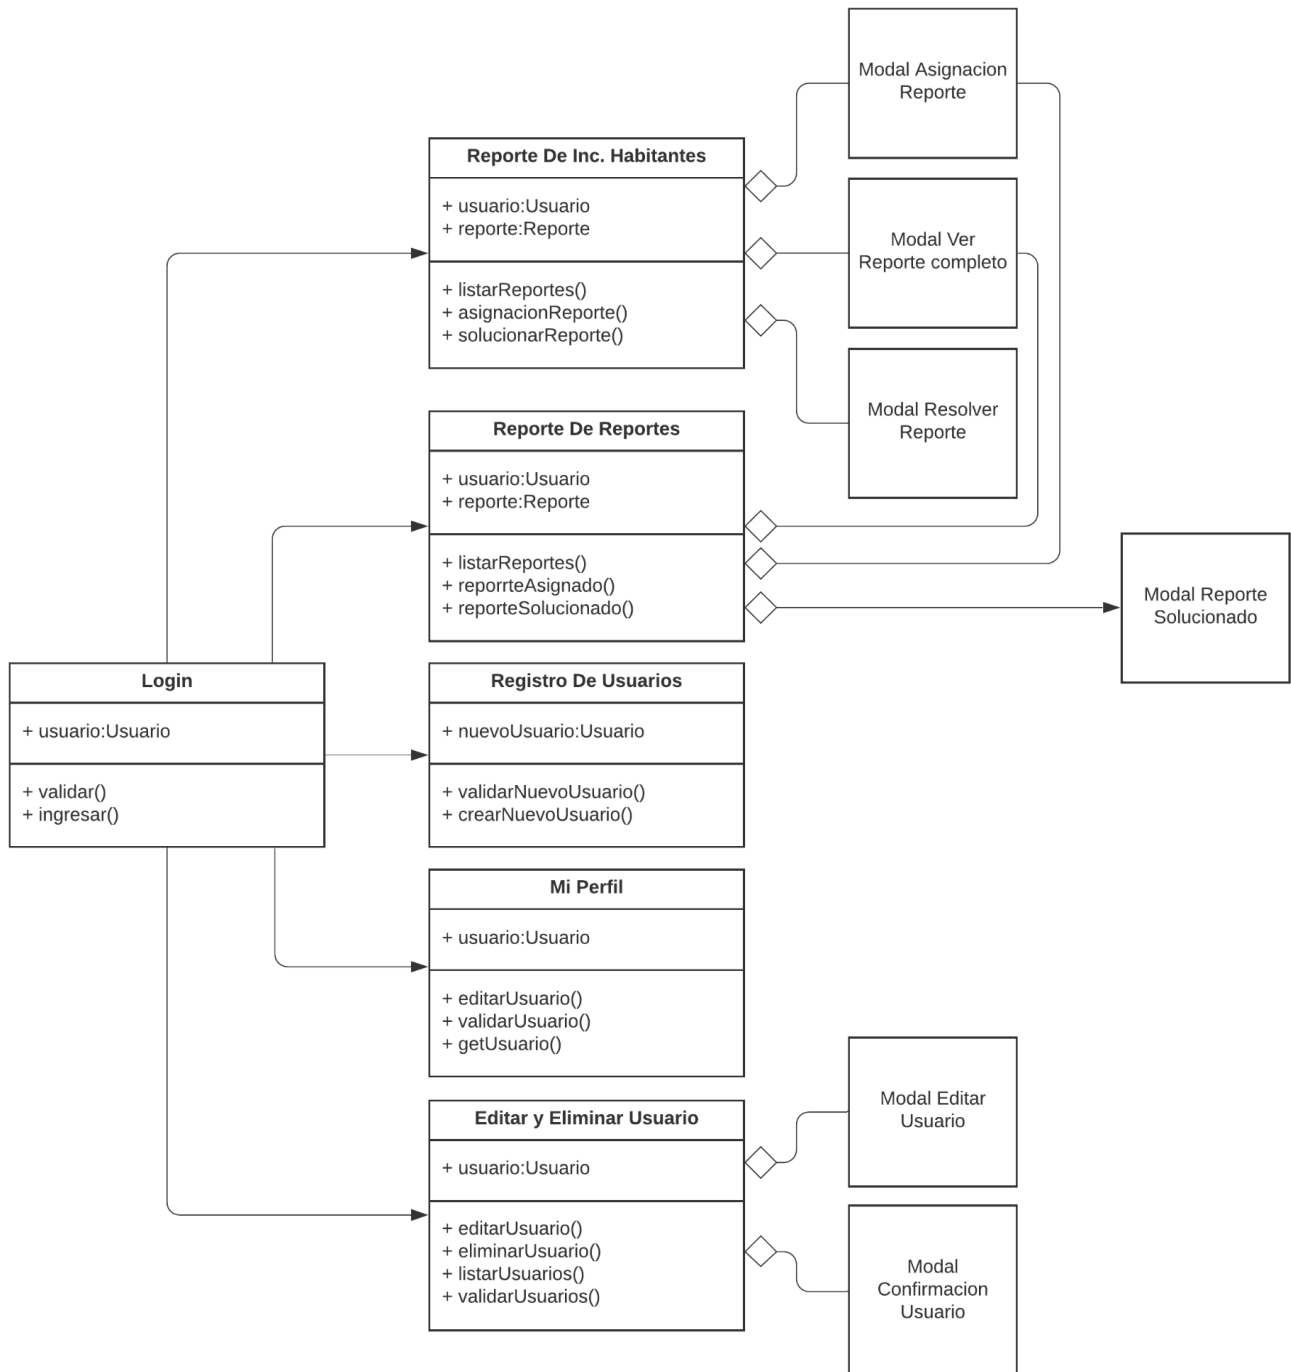 Modal Asignacion
Reporte
Reporte De Inc. Habitantes
+ usuario:Usuario
+ reporte:Reporte
+ listarReportes()
+ asignacionReporte()
+ solucionarReporte()
Modal Ver
Reporte completo
Modal Resolver
Reporte
Reporte De Reportes
+ usuario:Usuario
+ reporte:Reporte
+ listarReportes()
+ reporrteAsignado()
+ reporteSolucionado()
Modal Reporte
Solucionado
Login
+ usuario:Usuario
+ validar()
+ ingresar()
Registro De Usuarios
+ nuevoUsuario:Usuario
+ validarNuevoUsuario()
+ crearNuevoUsuario()
Mi Perfil
+ usuario:Usuario
+ editarUsuario()
+ validarUsuario()
+ getUsuario()
Editar y Eliminar Usuario
+ usuario:Usuario
+ editarUsuario()
+ eliminarUsuario()
+ listarUsuarios()
+ validarUsuarios()
Modal Editar
Usuario
Modal
Confirmacion
Usuario